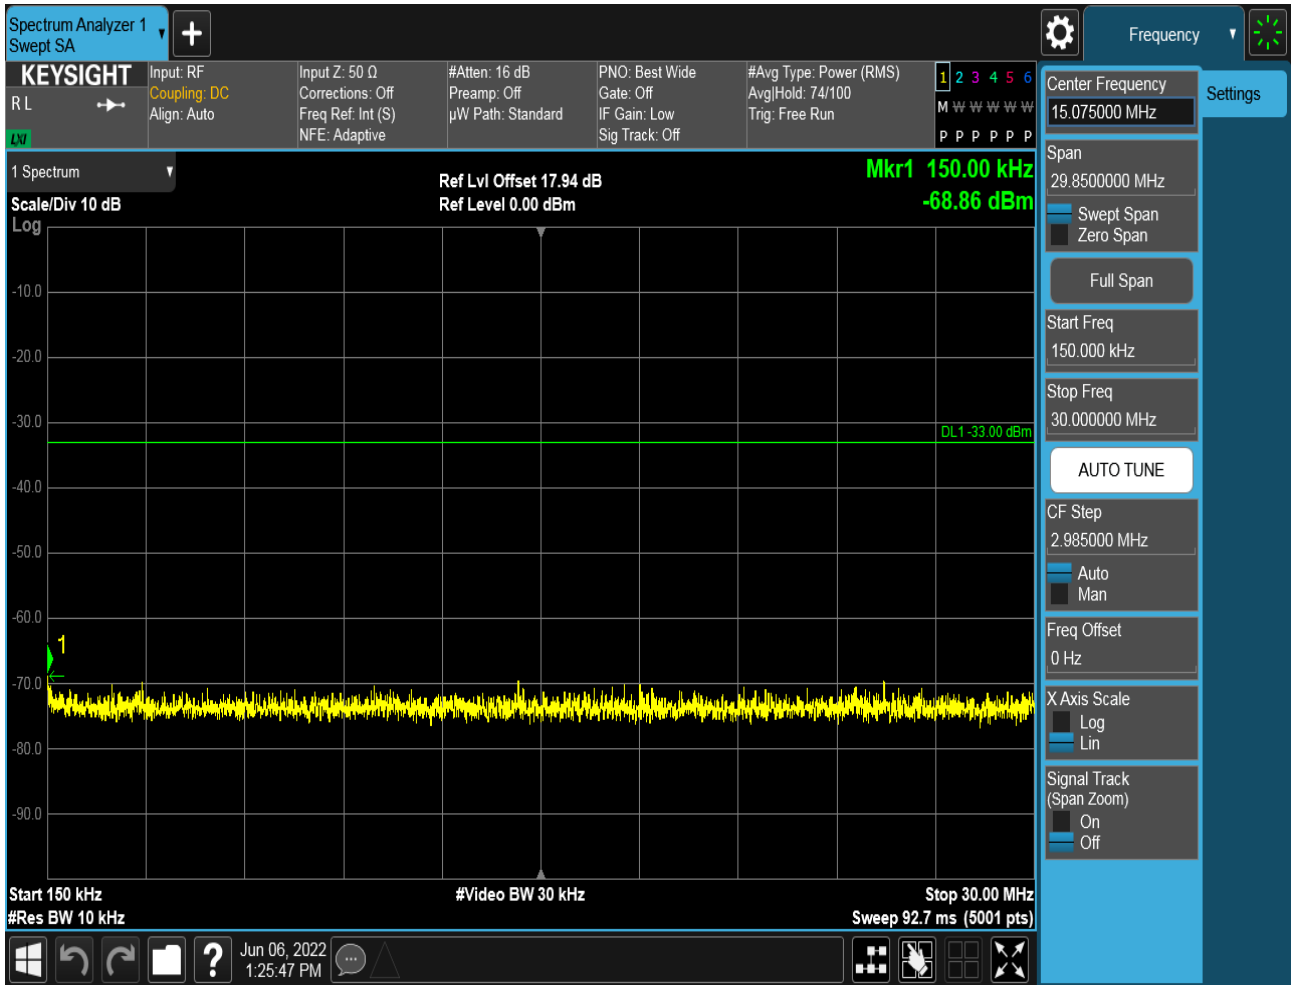 Spectrum Analyzer 1
Swept SA
Frequency
KEYSIGHT
R L
LXI
Input: RF
Coupling: DC
Align: Auto
Input Z: 50 Ω
Corrections: Off
Freq Ref: Int (S)
NFE: Adaptive
#Atten: 16 dB
Preamp: Off
µW Path: Standard
PNO: Best Wide
Gate: Off
IF Gain: Low
Sig Track: Off
#Avg Type: Power (RMS)
Avg|Hold: 74/100
Trig: Free Run
1 2 3 4 5 6
M W W W W W
P P P P P P
1 Spectrum
Scale/Div 10 dB
Log
Ref Lvl Offset 17.94 dB
Ref Level 0.00 dBm
Mkr1 150.00 kHz
-68.86 dBm
-10.0
-20.0
-30.0
DL1 -33.00 dBm
-40.0
-50.0
-60.0
1
-70.0
-80.0
-90.0
Start 150 kHz
#Video BW 30 kHz
Stop 30.00 MHz
#Res BW 10 kHz
Sweep 92.7 ms (5001 pts)
Jun 06, 2022
1:25:47 PM
Center Frequency
15.075000 MHz
Settings
Span
29.8500000 MHz
Swept Span
Zero Span
Full Span
Start Freq
150.000 kHz
Stop Freq
30.000000 MHz
AUTO TUNE
CF Step
2.985000 MHz
Auto
Man
Freq Offset
0 Hz
X Axis Scale
Log
Lin
Signal Track
(Span Zoom)
On
Off